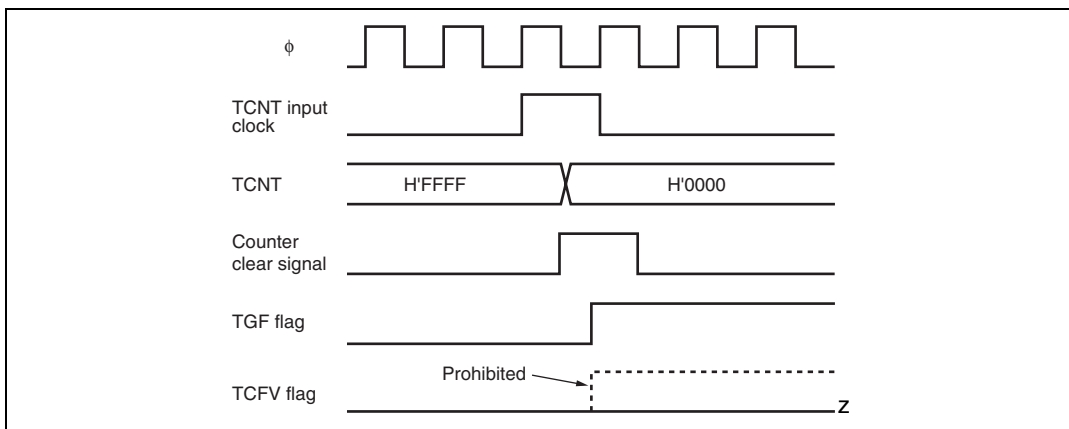 ϕ
TCNT input
clock
TCNT
H'FFFF
H'0000
Counter
clear signal
TGF flag
Prohibited
TCFV flag
Z